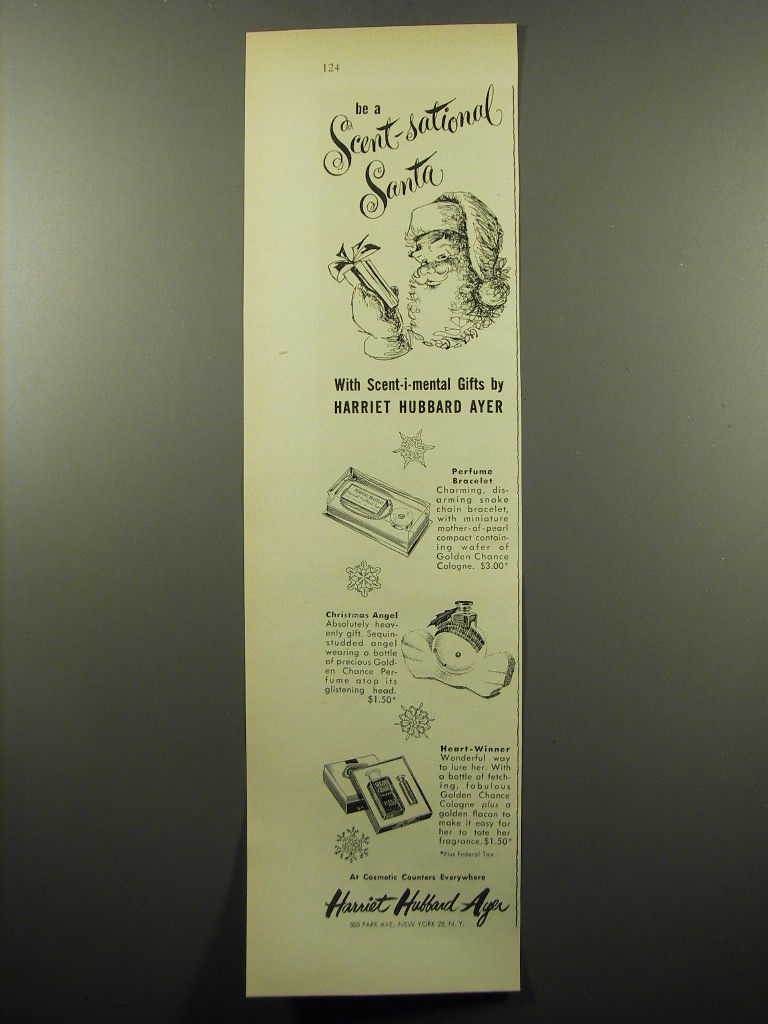 124
be a
Scent-sational
Santa
With Scent-i-mental Gifts by
HARRIET HUBBARD AYER
Perfume
Bracelet
Charming, dis-
arming snake
chain bracelet,
with miniature
mother-of-pearl
compact contain-
ing wafer of
Golden Chance
Cologne. $3.00*
Christmas Angel
Absolutely heav-
enly gift. Sequin-
studded angel
wearing a bottle
of precious Gold-
en Chance Per-
fume atop its
glistening head.
$1.50*
Heart-Winner
Wonderful way
to lure her. With
a bottle of fetch-
ing, fabulous
Golden Chance
Cologne plus a
golden flacon to
make it easy for
her to tote her
fragrance. $1.50*
*Plus Federal Tax
At Cosmetic Counters Everywhere
Harriet Hubbard Ayer
505 PARK AVE., NEW YORK 22, N. Y.